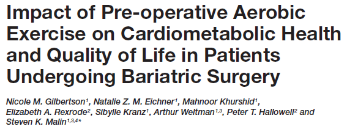 Impact of Pre-operative Aerobic
Exercise on Cardiometabolic Health
and Quality of Life in Patients
Undergoing Bariatric Surgery
Nicole M. Gilbertson¹, Natalie Z. M. Eichner¹, Mahnoor Khurshid¹,
Elizabeth A. Rexrode², Sibylle Kranz¹, Arthur Weltman¹·³, Peter T. Hallowell² and
Steven K. Malin¹·³·⁴*